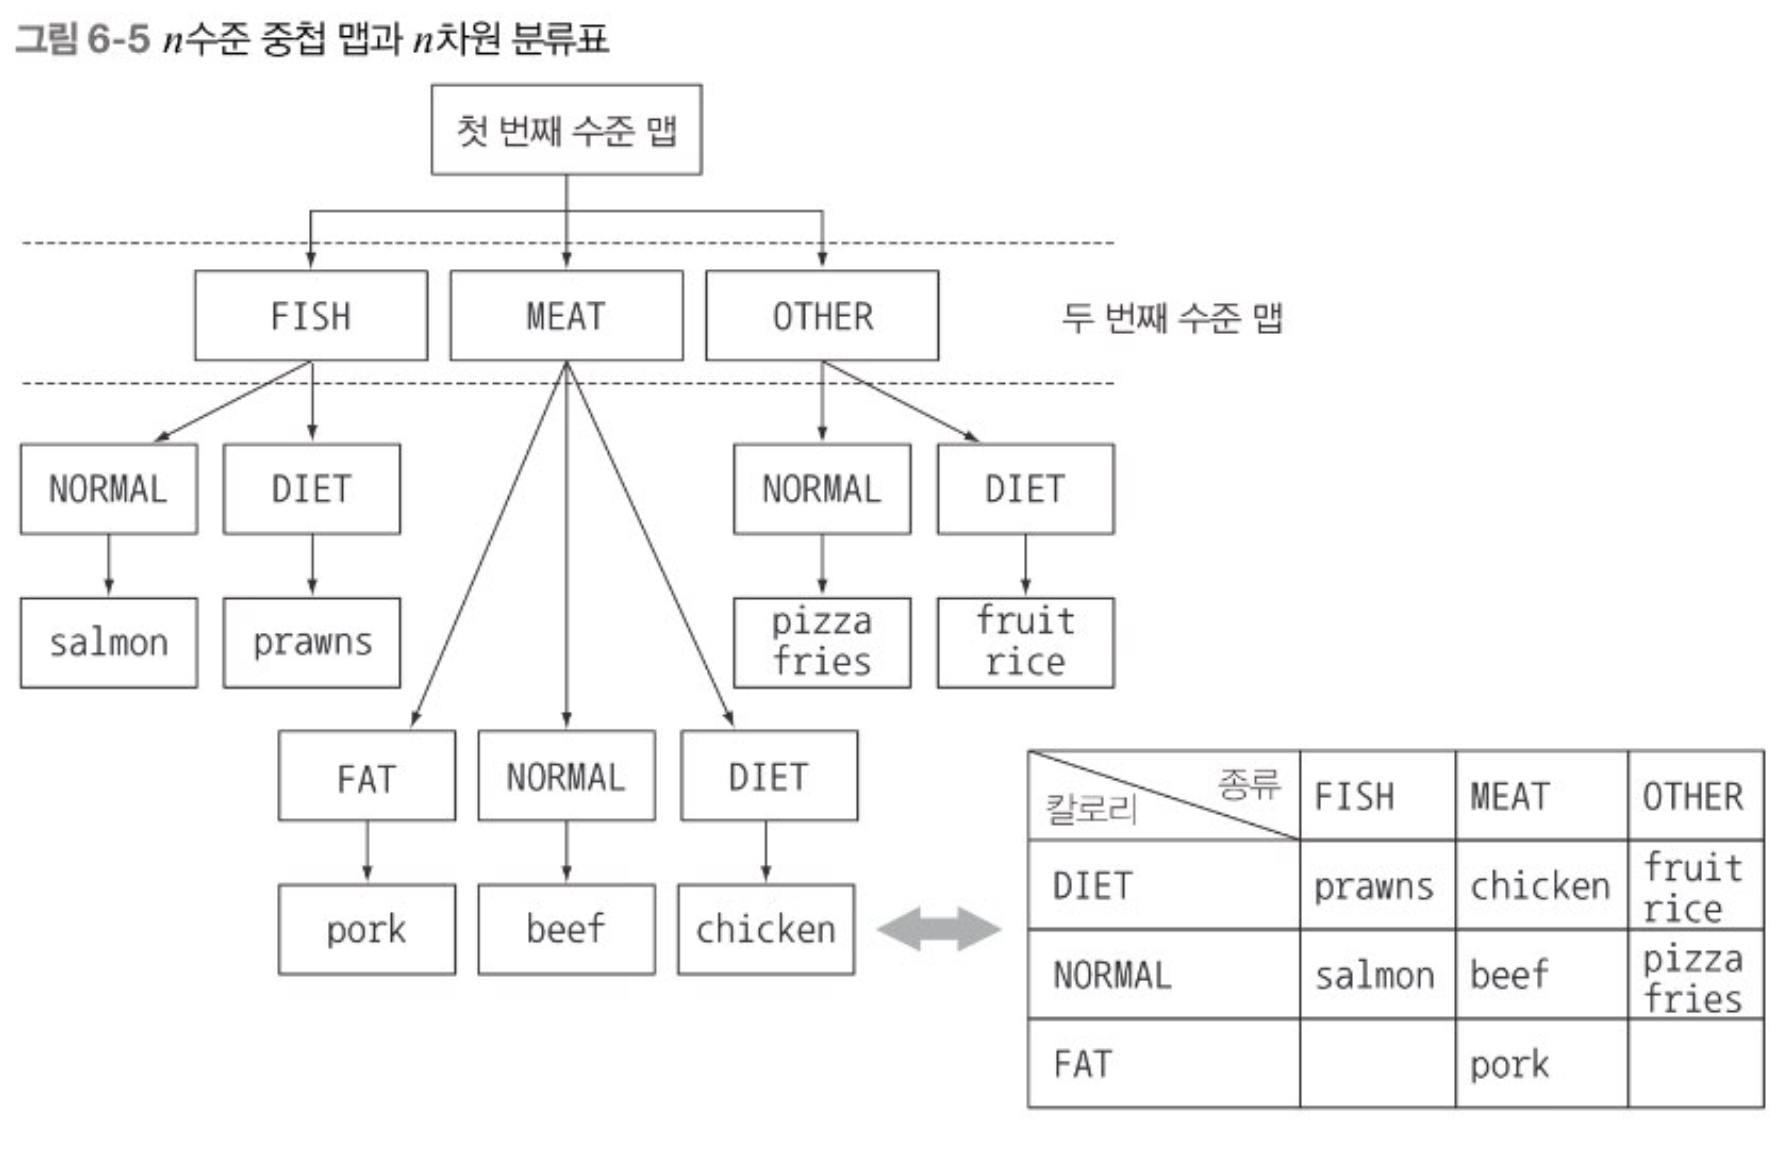 그림 6-5 n수준 중첩 맵과 n차원 분류표
첫 번째 수준 맵
FISH
MEAT
OTHER
두 번째 수준 맵
NORMAL
DIET
NORMAL
DIET
salmon
prawns
pizza
fries
fruit
rice
FAT
NORMAL
DIET
pork
beef
chicken
종류
칼로리
FISH
MEAT
OTHER
DIET
prawns
chicken
fruit
rice
NORMAL
salmon
beef
pizza
fries
FAT
pork